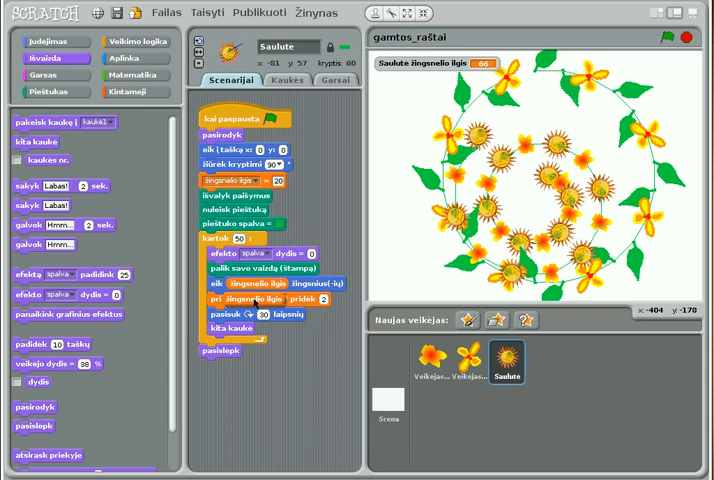 SCRATCH Failas Taisyti Publikuoti Žinynas
Judėjimas Veikimo logika
Išvaizda Aplinka
Garsas Matematika
Pieštukas Kintamieji
pakeisk kaukę į kaukė1
kita kaukė
kaukės nr.
sakyk Labas! 2 sek.
sakyk Labas!
galvok Hmm... 2 sek.
galvok Hmm...
efektą spalva padidink 25
efekto spalva dydis = 0
panaikink grafinius efektus
padidėk 10 taškų
veikėjo dydis = 88 %
dydis
pasirodyk
pasislėpk
atsirask priekyje
Saulutė
x: -81 y: 57 kryptis: 60
Scenarijai Kaukės Garsai
kai paspausta
pasirodyk
eik į tašką x: 0 y: 0
žiūrėk kryptimi 90 °
žingsnelio ilgis = 20
išvalyk paišymus
nuleisk pieštuką
pieštuko spalva =
kartok 50 :
efekto spalva dydis = 0
palik savo vaizdą (štampą)
eik žingsnelio ilgis žingsnius(-ių)
pri žingsnelio ilgis pridėk 2
pasisuk 30 laipsnių
kita kaukė
pasislėpk
gamtos_raštai
Saulutė žingsnelio ilgis 66
x: -404 y: -178
Naujas veikėjas:
Veikėjas... Veikėjas... Saulutė
Scena